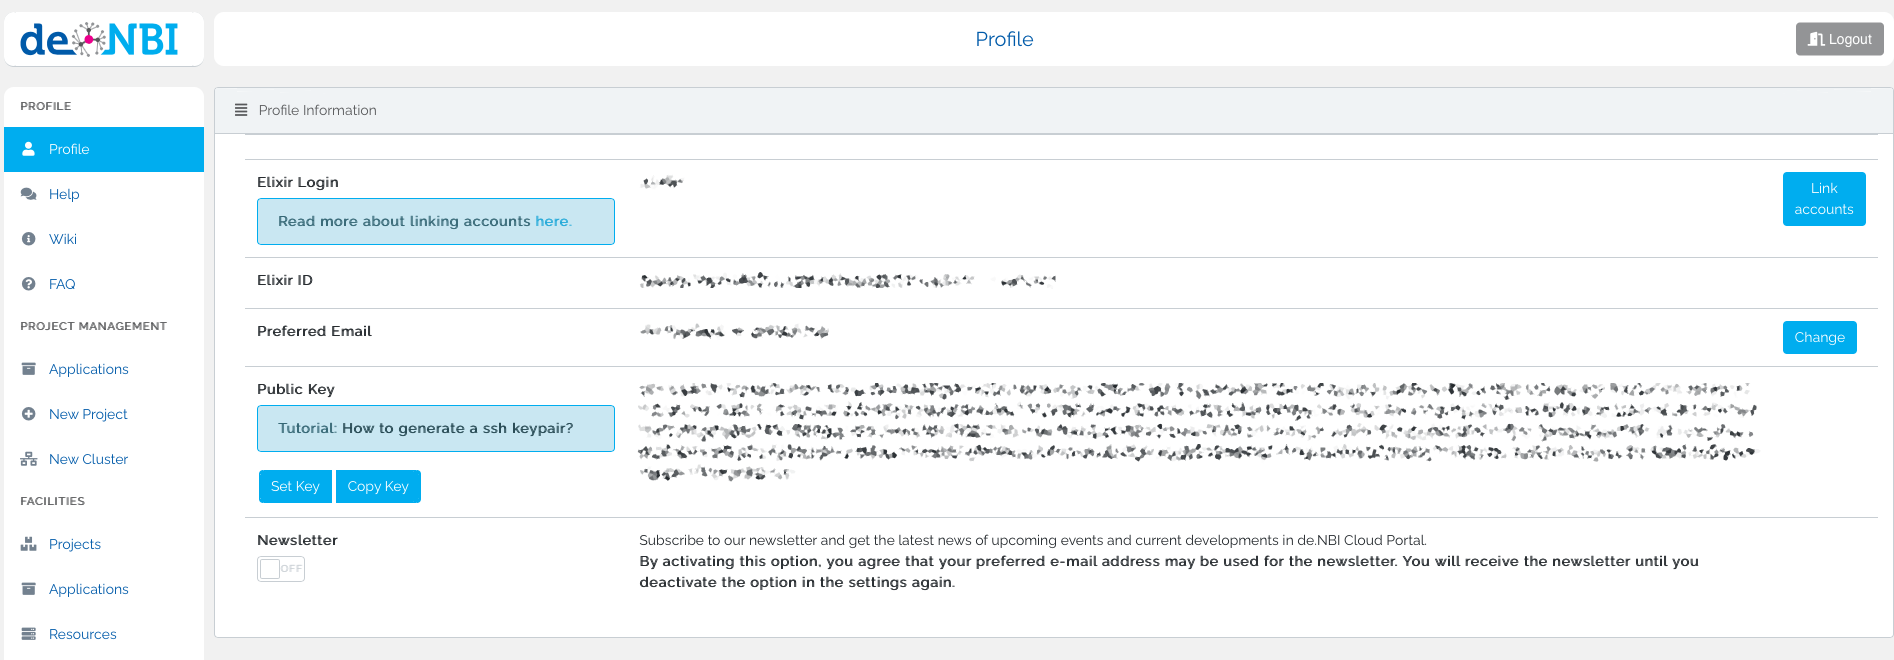 de.NBI
Profile
Logout
PROFILE
Profile
Help
Wiki
FAQ
PROJECT MANAGEMENT
Applications
New Project
New Cluster
FACILITIES
Projects
Applications
Resources
Profile Information
Elixir Login
Read more about linking accounts here.
Link
accounts
Elixir ID
Preferred Email
Change
Public Key
Tutorial: How to generate a ssh keypair?
Set Key
Copy Key
Newsletter
OFF
Subscribe to our newsletter and get the latest news of upcoming events and current developments in de.NBI Cloud Portal.
By activating this option, you agree that your preferred e-mail address may be used for the newsletter. You will receive the newsletter until you
deactivate the option in the settings again.